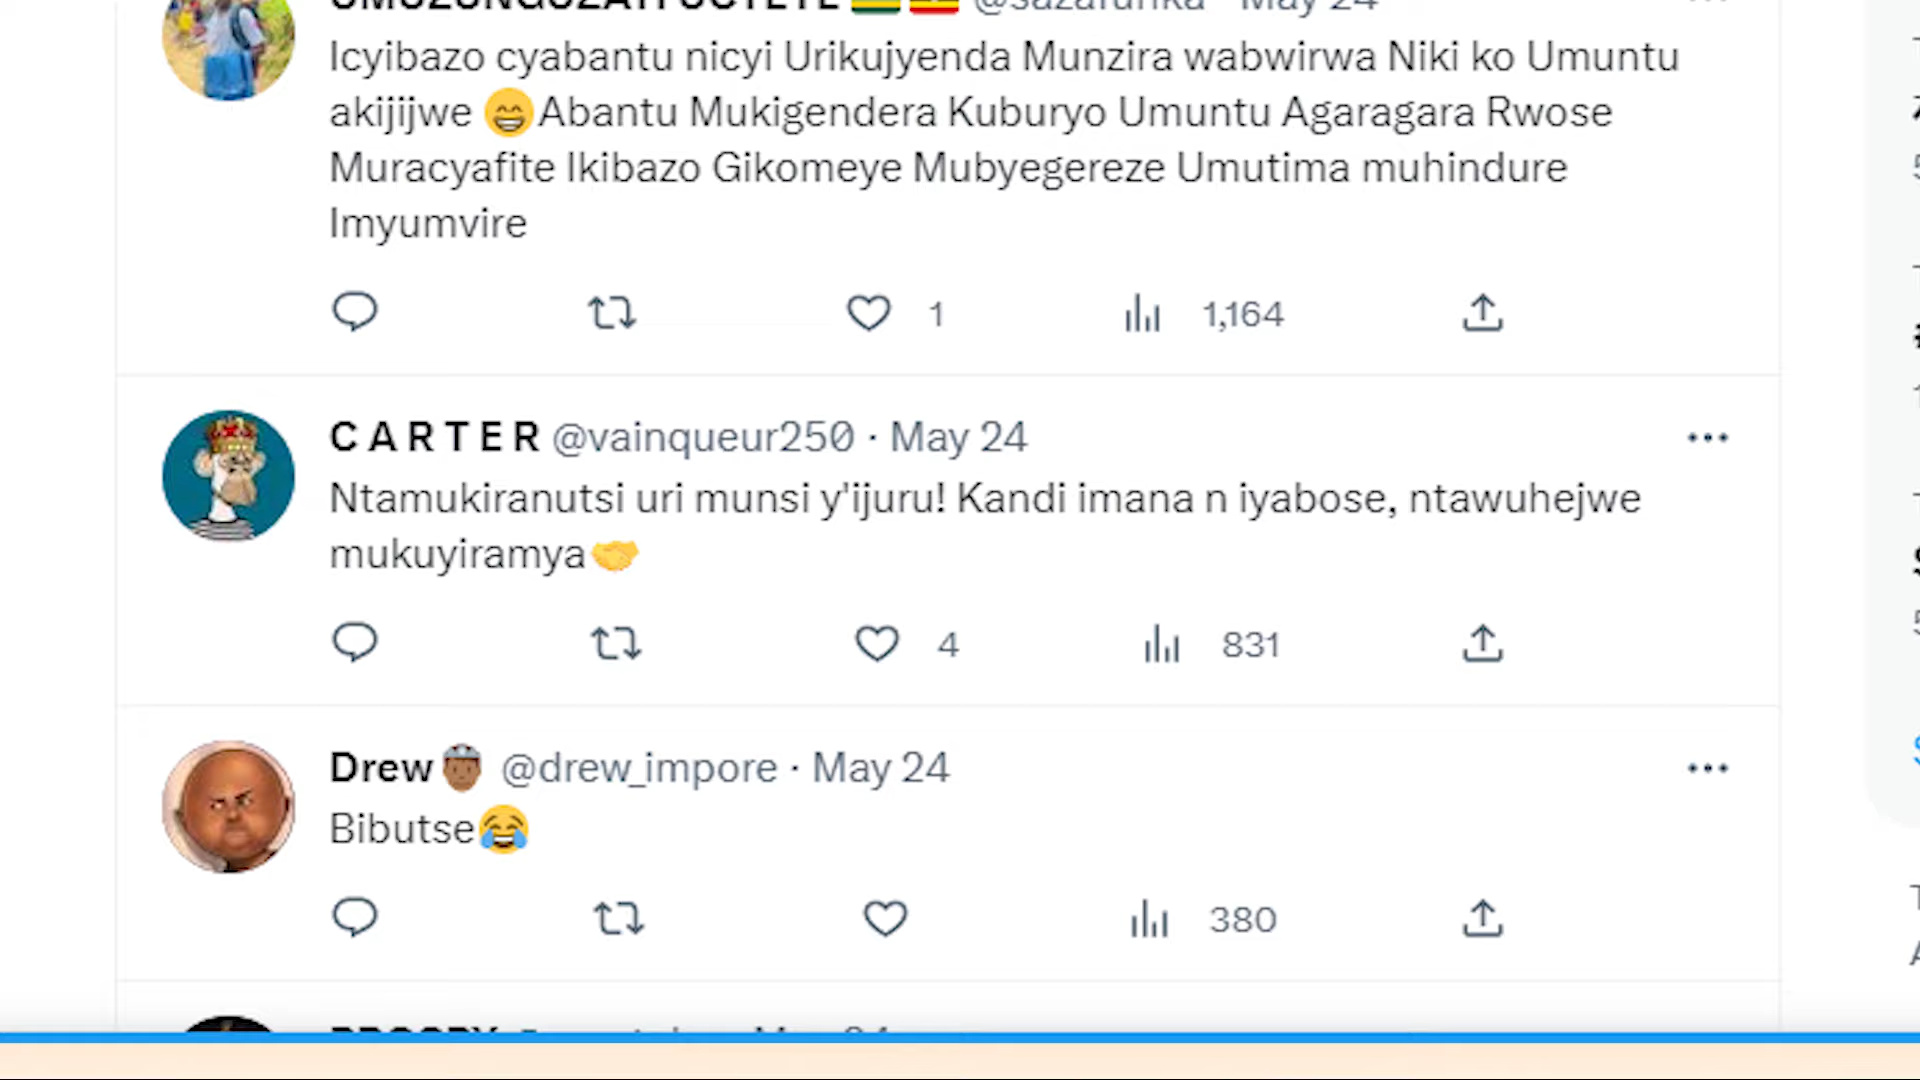 May 24
Icyibazo cyabantu nicyi Urikujyenda Munzira wabwirwa Niki ko Umuntu
akijijwe 😁Abantu Mukigendera Kuburyo Umuntu Agaragara Rwose
Muracyafite Ikibazo Gikomeye Mubyegereze Umutima muhindure
Imyumvire
1 1,164
C A R T E R @vainqueur250 · May 24
Ntamukiranutsi uri munsi y'ijuru! Kandi imana n iyabose, ntawuhejwe
mukuyiramya🤝
4 831
Drew @drew_impore · May 24
Bibutse😂
380